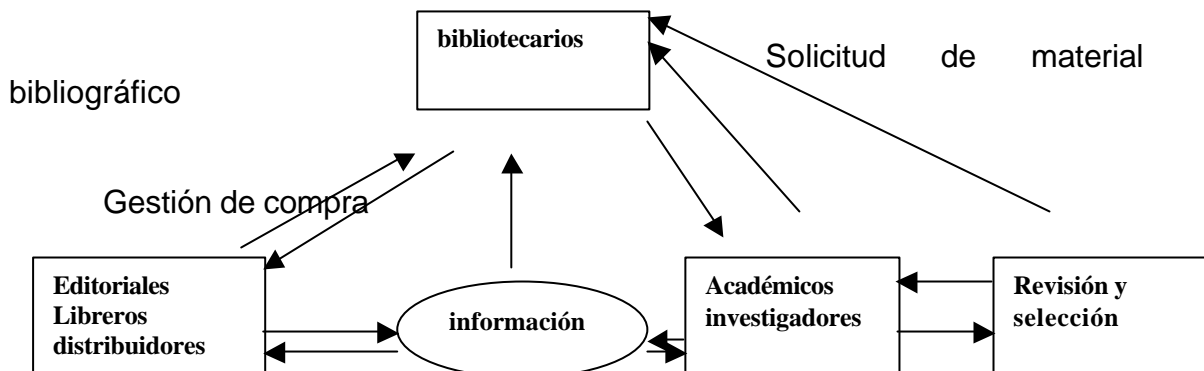 bibliotecarios
Solicitud de material
bibliográfico
Gestión de compra
Editoriales
Libreros
distribuidores
información
Académicos
investigadores
Revisión y
selección